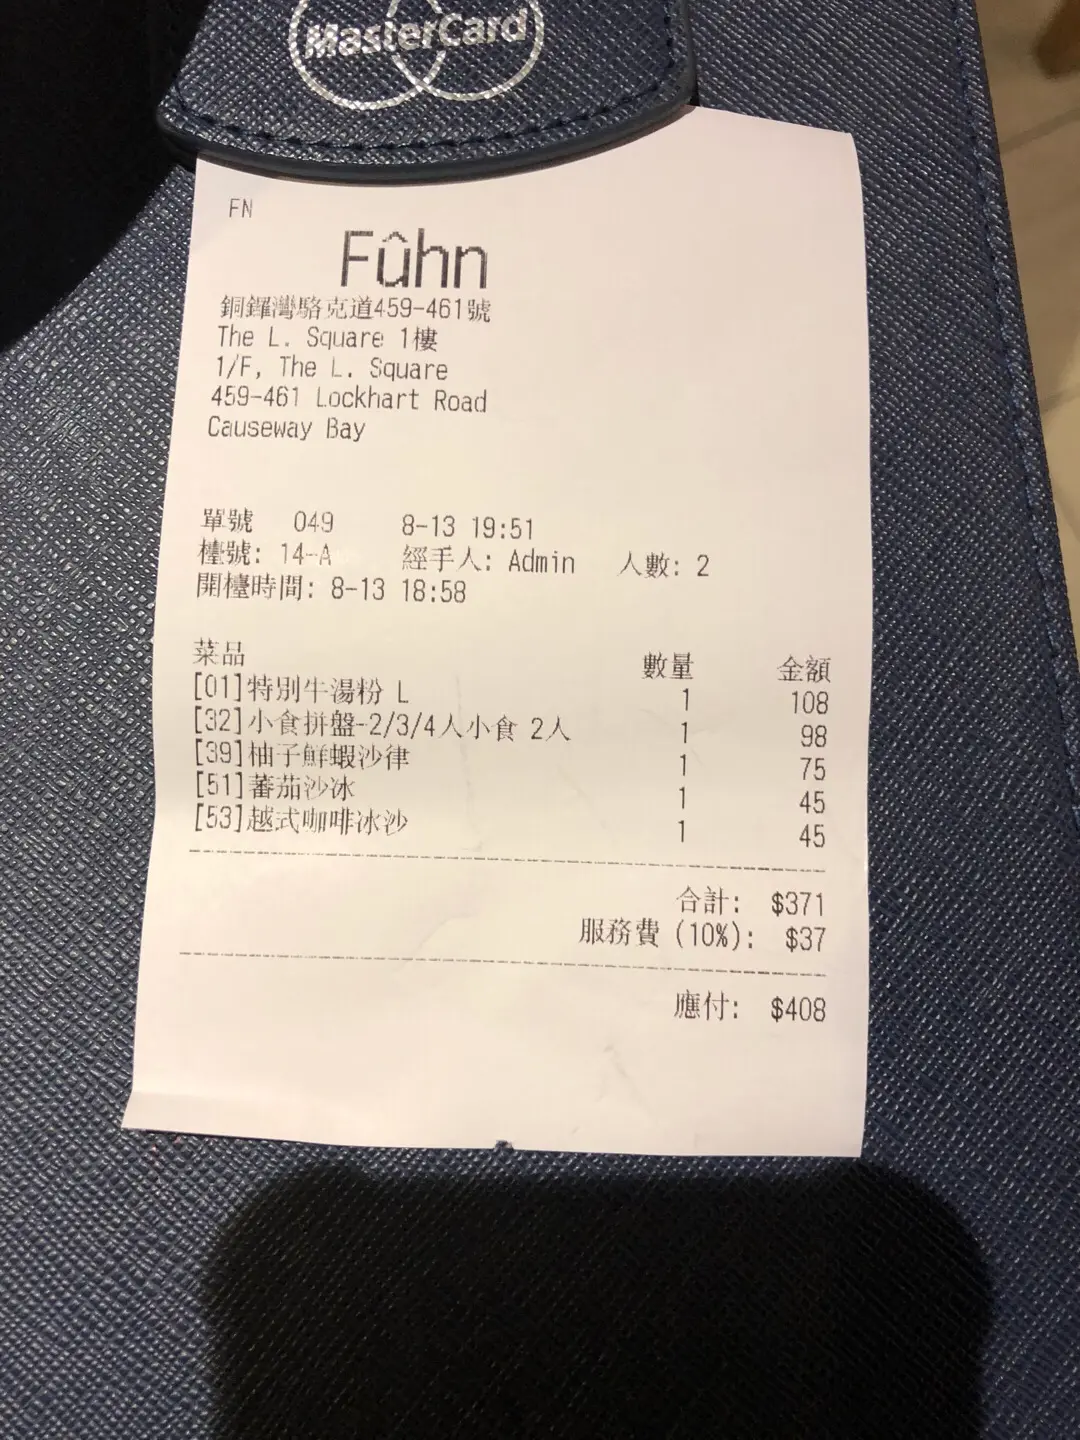 MasterCard
FN
Fûhn
銅鑼灣駱克道459-461號
The L. Square 1樓
1/F, The L. Square
459-461 Lockhart Road
Causeway Bay
單號 049 8-13 19:51
檯號: 14-A 經手人: Admin 人數: 2
開檯時間: 8-13 18:58
菜品 數量 金額
[01]特別牛湯粉 L 1 108
[32]小食拼盤-2/3/4人小食 2人 1 98
[39]柚子鮮蝦沙律 1 75
[51]蕃茄沙冰 1 45
[53]越式咖啡冰沙 1 45
合計: $371
服務費 (10%): $37
應付: $408